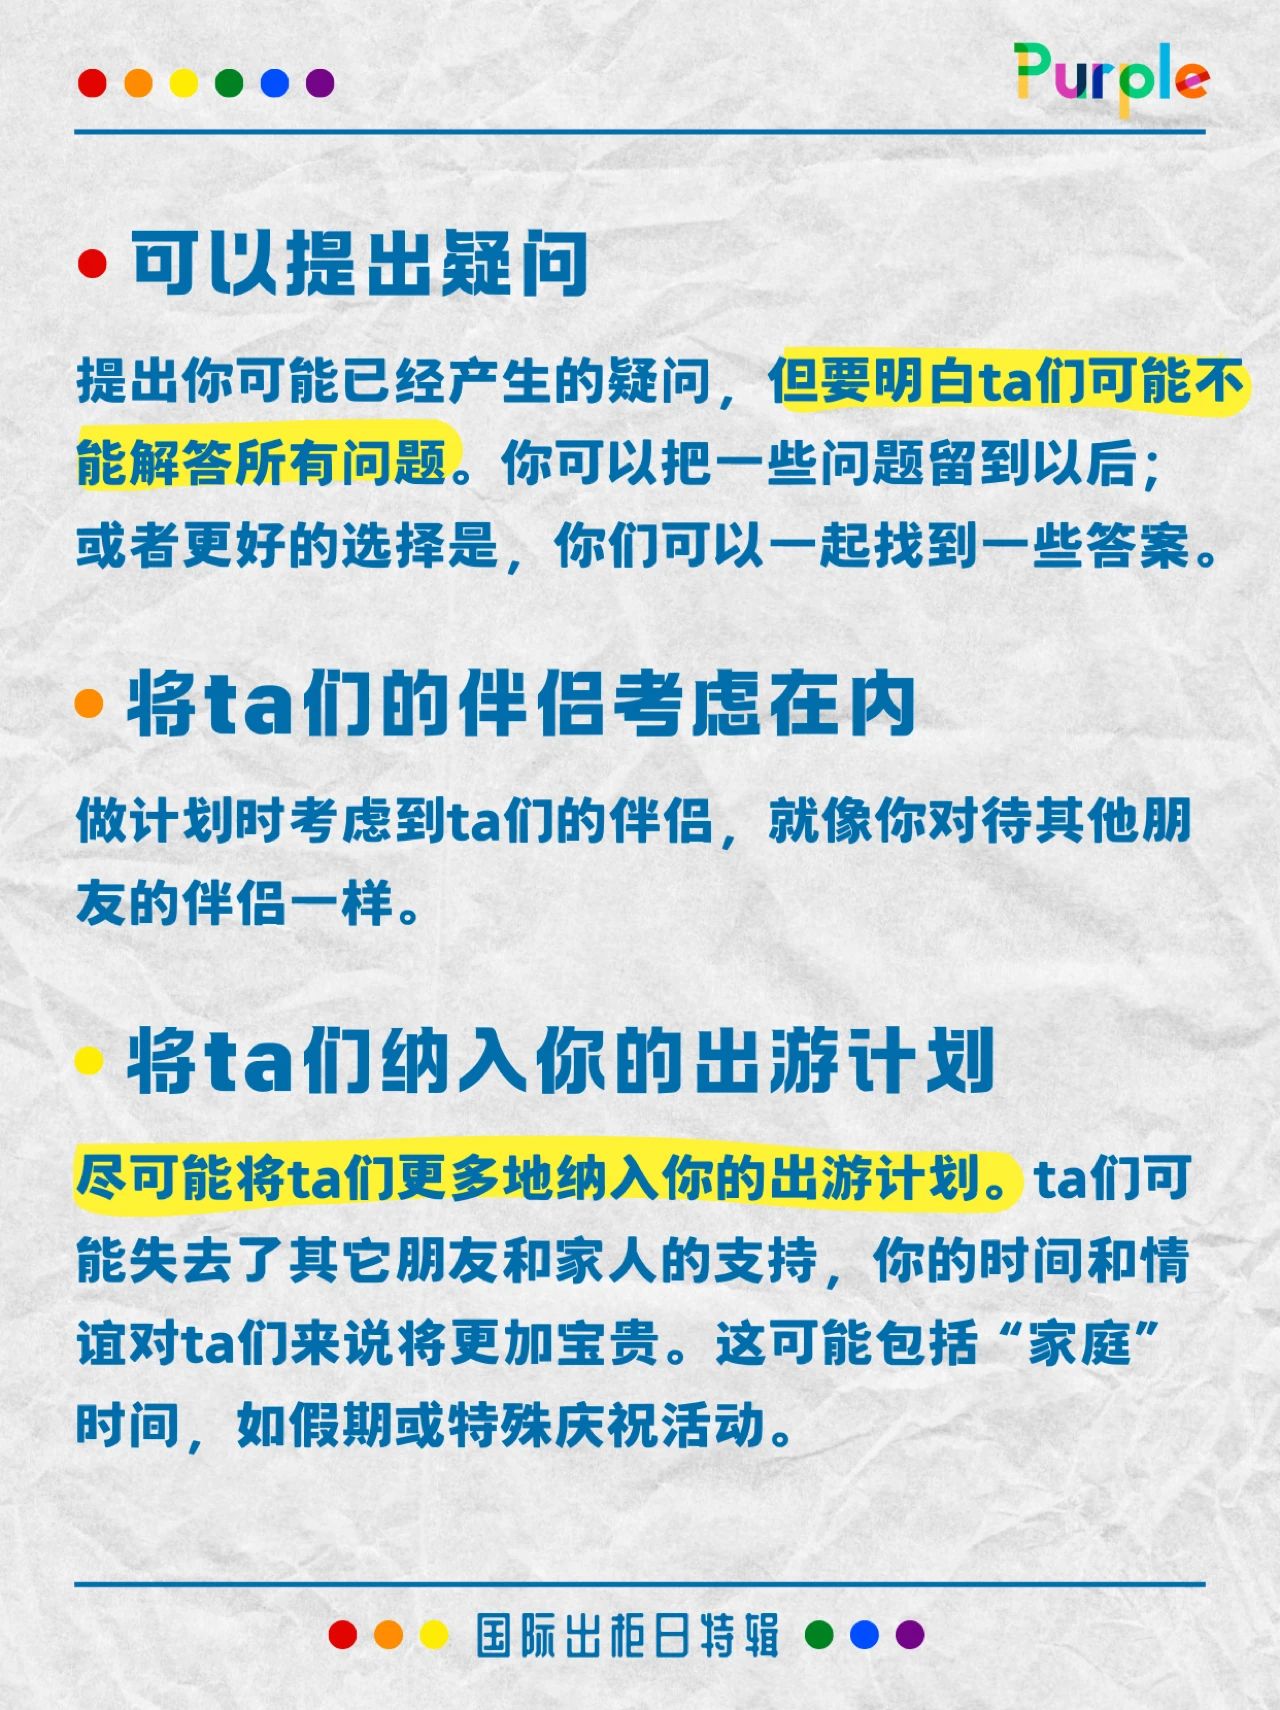 Purple
可以提出疑问
提出你可能已经产生的疑问，但要明白ta们可能不
能解答所有问题。你可以把一些问题留到以后；
或者更好的选择是，你们可以一起找到一些答案。
将ta们的伴侣考虑在内
做计划时考虑到ta们的伴侣，就像你对待其他朋
友的伴侣一样。
将ta们纳入你的出游计划
尽可能将ta们更多地纳入你的出游计划。ta们可
能失去了其它朋友和家人的支持，你的时间和情
谊对ta们来说将更加宝贵。这可能包括“家庭”
时间，如假期或特殊庆祝活动。
国际出柜日特辑